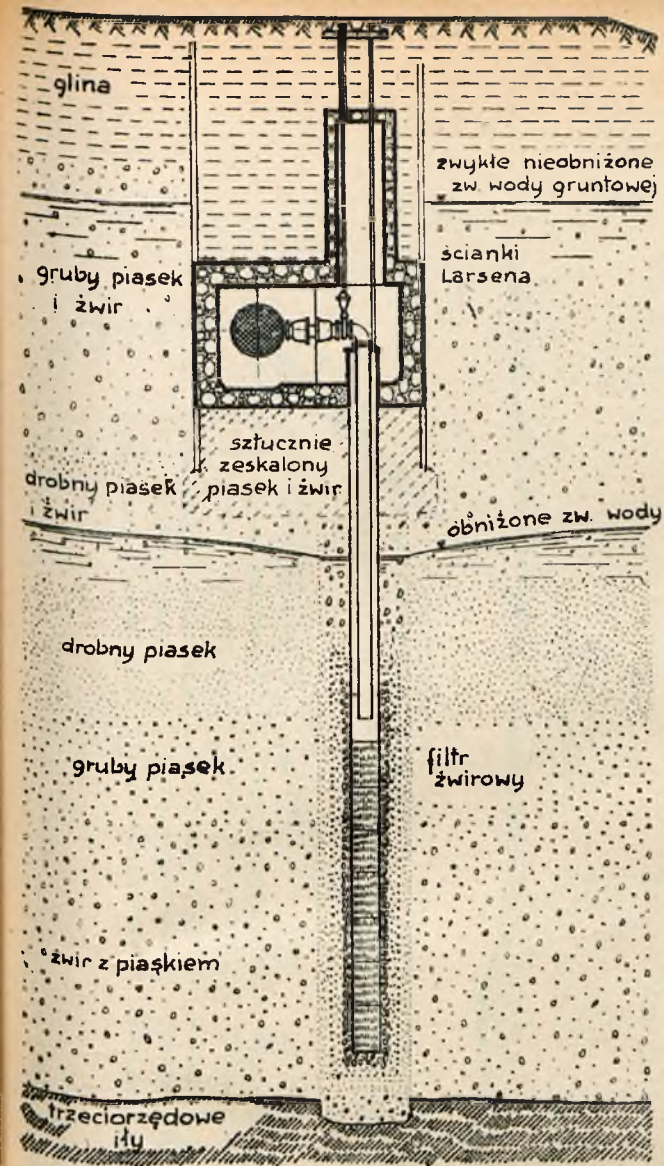 glina
zwykłe nieobniżone
zw. wody gruntowej
ścianki
Larsena
gruby piasek
i żwir
sztucznie
zeskalony
piasek i żwir
drobny piasek
i żwir
obniżone zw. wody
drobny piasek
gruby piasek
filtr
żwirowy
żwir z piaskiem
trzeciorzędowe
iły